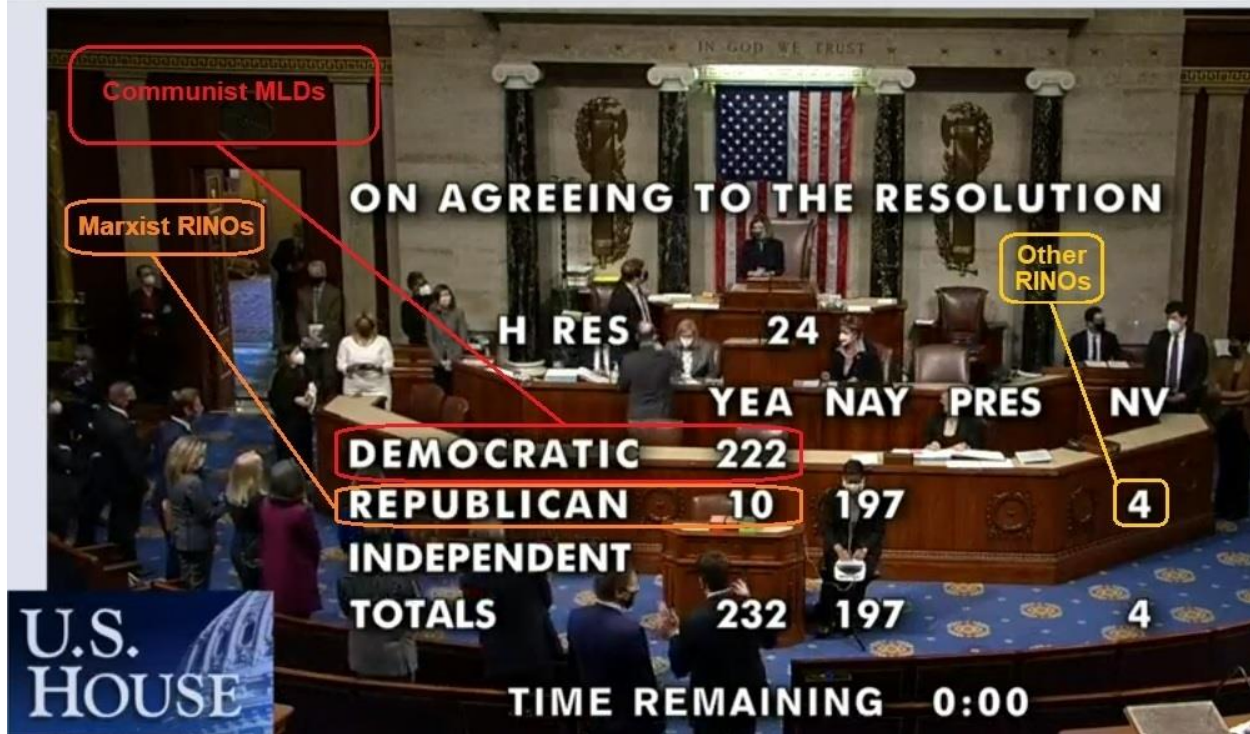 IN GOD WE TRUST
Communist MLDs
ON AGREEING TO THE RESOLUTION
Marxist RINOs
Other
RINOs
H RES 24
YEA NAY PRES NV
DEMOCRATIC 222
REPUBLICAN 10 197 4
INDEPENDENT
TOTALS 232 197 4
U.S.
HOUSE
TIME REMAINING 0:00